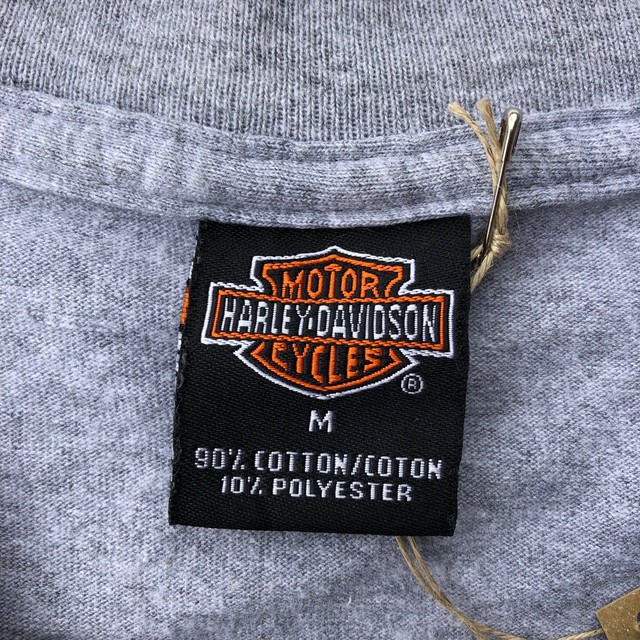 MOTOR
HARLEY-DAVIDSON
CYCLES
®
M
90% COTTON/COTON
10% POLYESTER